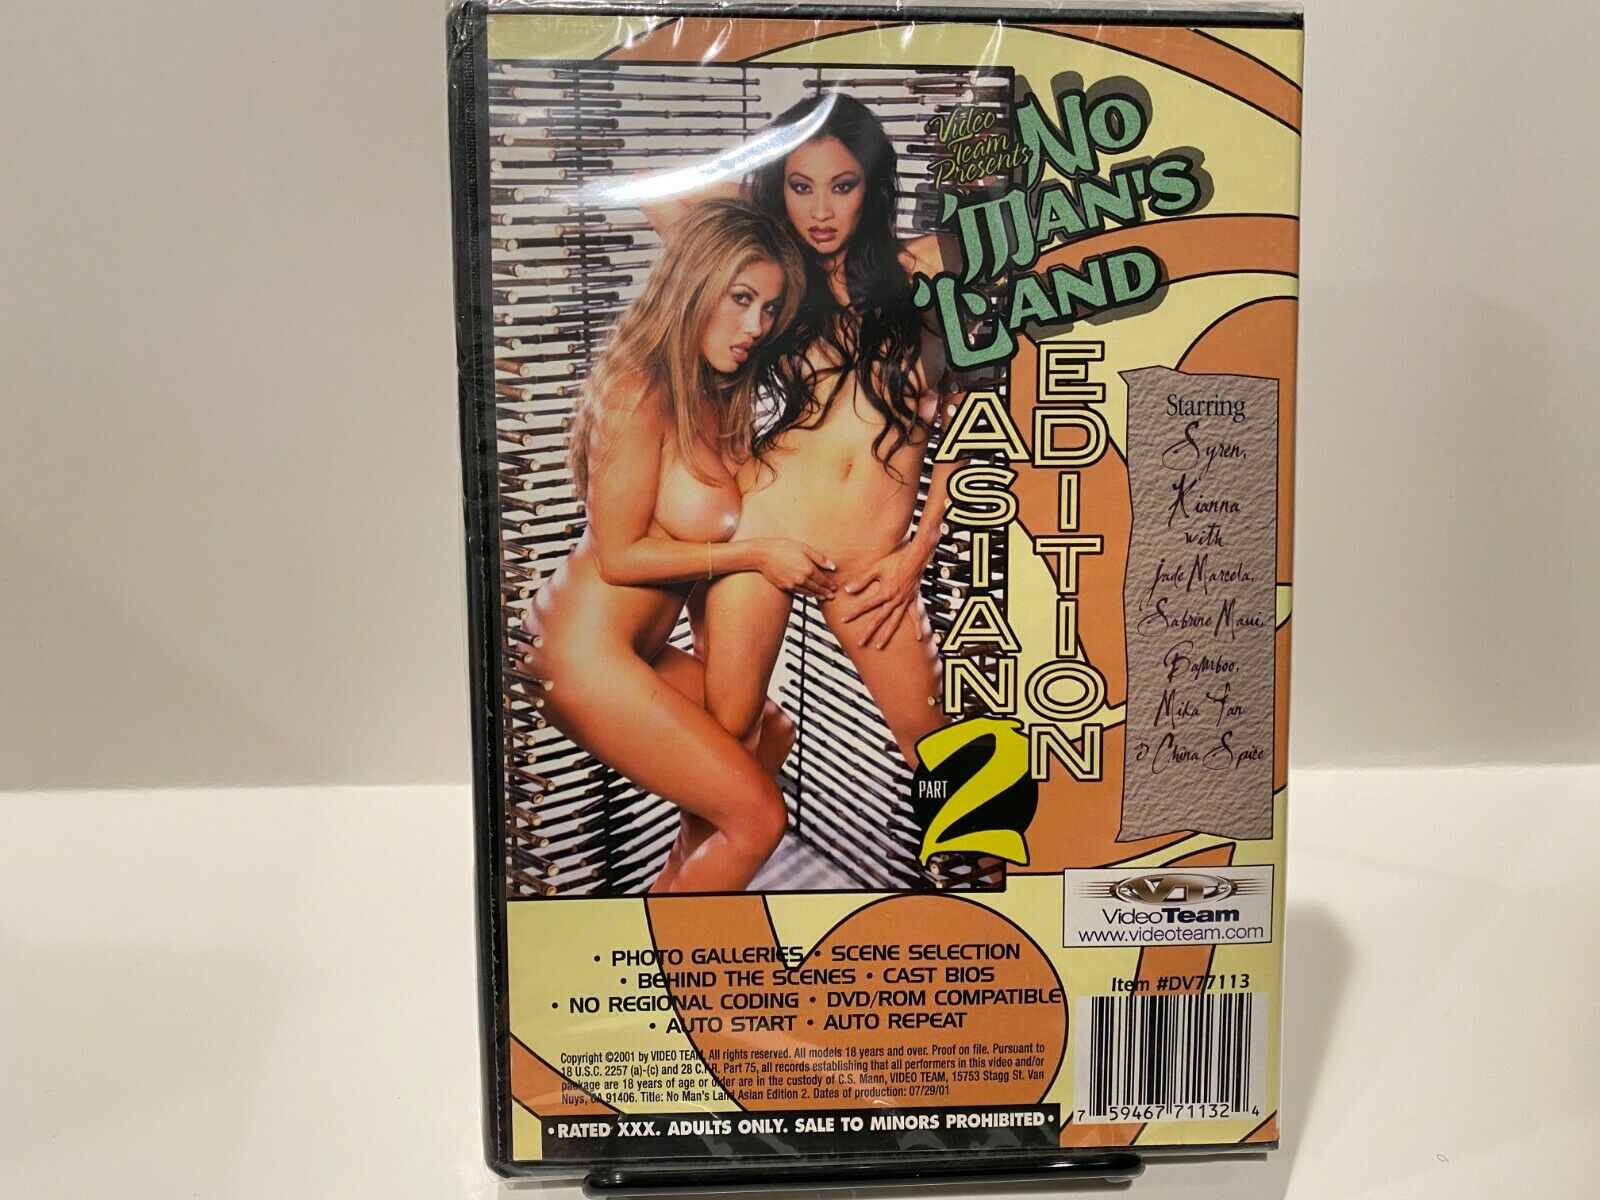 Video
Team
Presents
No
Man's
Land
ASIAN
EDITION
PART
2
Starring
Syren,
Kianna
with
Jade Marcela,
Sabrine Maui,
Bamboo,
Mika Tan
& China Spice
VT
VideoTeam
www.videoteam.com
• PHOTO GALLERIES • SCENE SELECTION
• BEHIND THE SCENES • CAST BIOS
• NO REGIONAL CODING • DVD/ROM COMPATIBLE
• AUTO START • AUTO REPEAT
Item #DV77113
Copyright ©2001 by VIDEO TEAM. All rights reserved. All models 18 years and over. Proof on file. Pursuant to
18 U.S.C. 2257 (a)-(c) and 28 C.F.R. Part 75, all records establishing that all performers in this video and/or
package are 18 years of age or older are in the custody of C.S. Mann, VIDEO TEAM, 15753 Stagg St. Van
Nuys, CA 91406. Title: No Man's Land Asian Edition 2. Dates of production: 07/29/01
7 59467 71132 4
• RATED XXX. ADULTS ONLY. SALE TO MINORS PROHIBITED •